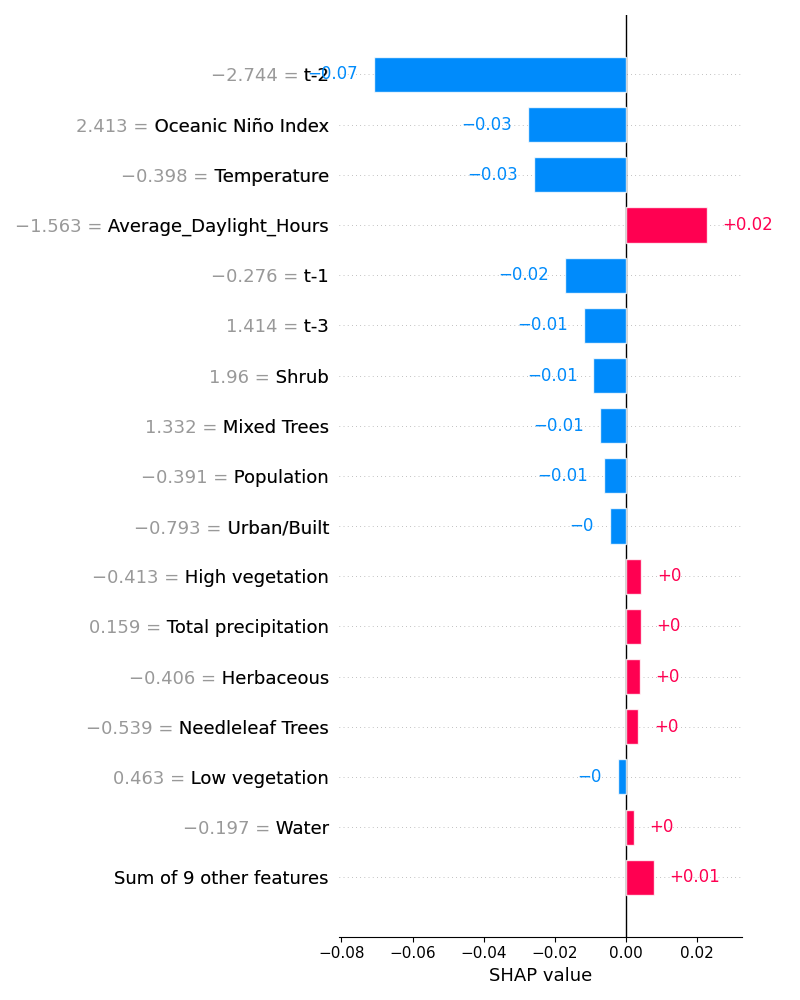 −2.744 = t-2 −0.07
2.413 = Oceanic Niño Index −0.03
−0.398 = Temperature −0.03
−1.563 = Average_Daylight_Hours +0.02
−0.276 = t-1 −0.02
1.414 = t-3 −0.01
1.96 = Shrub −0.01
1.332 = Mixed Trees −0.01
−0.391 = Population −0.01
−0.793 = Urban/Built −0
−0.413 = High vegetation +0
0.159 = Total precipitation +0
−0.406 = Herbaceous +0
−0.539 = Needleleaf Trees +0
0.463 = Low vegetation −0
−0.197 = Water +0
Sum of 9 other features +0.01
−0.08 −0.06 −0.04 −0.02 0.00 0.02
SHAP value